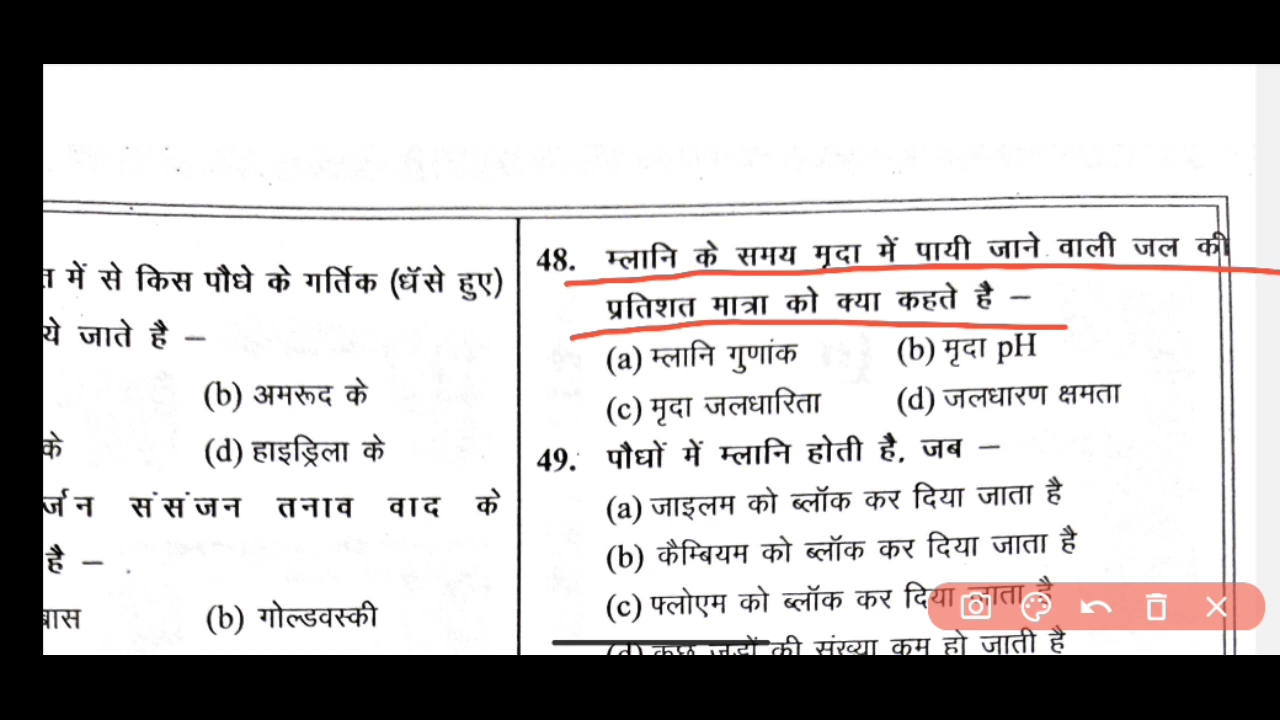 में से किस पौधे के गर्तिक (धॅसे हुए)
ये जाते है –
(b) अमरूद के
के
(d) हाइड्रिला के
र्जन संसंजन तनाव वाद के
है –
(b) गोल्डवस्की
48. म्लानि के समय मृदा में पायी जाने वाली जल की
प्रतिशत मात्रा को क्या कहते है –
(a) म्लानि गुणांक (b) मृदा pH
(c) मृदा जलधारिता (d) जलधारण क्षमता
49. पौधों में म्लानि होती है, जब –
(a) जाइलम को ब्लॉक कर दिया जाता है
(b) कैम्बियम को ब्लॉक कर दिया जाता है
(c) फ्लोएम को ब्लॉक कर दिया जाता है
(d) कुछ जड़ों की संख्या कम हो जाती है